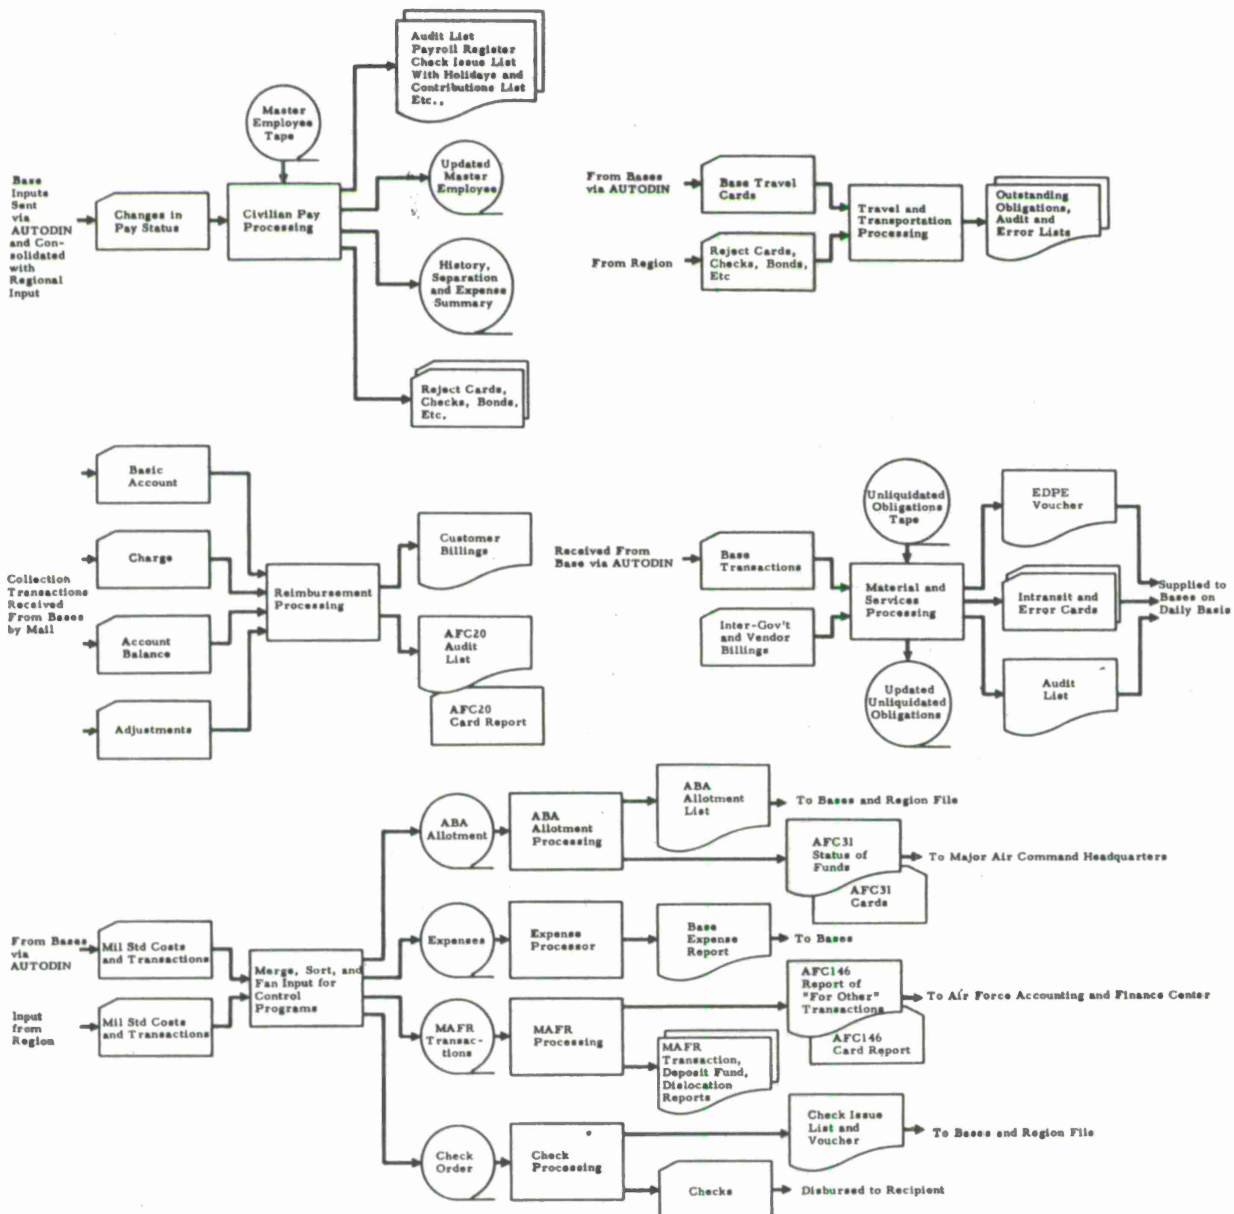 Audit List
Payroll Register
Check Issue List
With Holidays and
Contributions List
Etc.,
Master
Employee
Tape
Base
Inputs
Sent
via
AUTODIN
and Con-
solidated
with
Regional
Input
Changes in
Pay Status
Civilian Pay
Processing
Updated
Master
Employee
History,
Separation
and Expense
Summary
Reject Cards,
Checks, Bonds,
Etc.
From Bases
via AUTODIN
Base Travel
Cards
From Region
Reject Cards,
Checks, Bonds,
Etc
Travel and
Transportation
Processing
Outstanding
Obligations,
Audit and
Error Lists
Collection
Transactions
Received
From Bases
by Mail
Basic
Account
Charge
Account
Balance
Adjustments
Reimbursement
Processing
Customer
Billings
AFC20
Audit
List
AFC20
Card Report
Received From
Base via AUTODIN
Base
Transactions
Inter-Gov't
and Vendor
Billings
Unliquidated
Obligations
Tape
Material and
Services
Processing
Updated
Unliquidated
Obligations
EDPE
Voucher
Intransit and
Error Cards
Audit
List
Supplied to
Bases on
Daily Basis
From Bases
via
AUTODIN
Mil Std Costs
and Transactions
Input
from
Region
Mil Std Costs
and Transactions
Merge, Sort, and
Fan Input for
Control
Programs
ABA
Allotment
ABA
Allotment
Processing
ABA
Allotment
List
To Bases and Region File
AFC31
Status of
Funds
AFC31
Cards
To Major Air Command Headquarters
Expenses
Expense
Processor
Base
Expense
Report
To Bases
MAFR
Transac-
tions
MAFR
Processing
AFC146
Report of
"For Other"
Transactions
AFC146
Card Report
To Air Force Accounting and Finance Center
MAFR
Transaction,
Deposit Fund,
Dislocation
Reports
Check
Order
Check
Processing
Check Issue
List and
Voucher
To Bases and Region File
Checks
Disbursed to Recipient